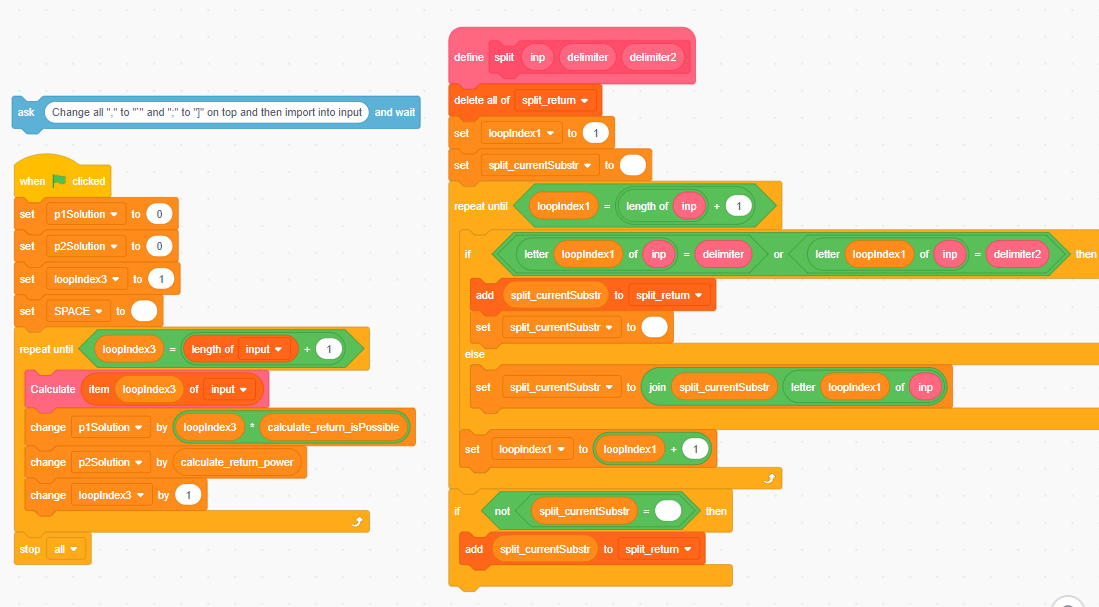 ask Change all "," to "`" and ";" to "]" on top and then import into input and wait
when clicked
set p1Solution to 0
set p2Solution to 0
set loopIndex3 to 1
set SPACE to
repeat until loopIndex3 = length of input + 1
Calculate item loopIndex3 of input
change p1Solution by loopIndex3 * calculate_return_isPossible
change p2Solution by calculate_return_power
change loopIndex3 by 1
stop all
define split inp delimiter delimiter2
delete all of split_return
set loopIndex1 to 1
set split_currentSubstr to
repeat until loopIndex1 = length of inp + 1
if letter loopIndex1 of inp = delimiter or letter loopIndex1 of inp = delimiter2 then
add split_currentSubstr to split_return
set split_currentSubstr to
else
set split_currentSubstr to join split_currentSubstr letter loopIndex1 of inp
set loopIndex1 to loopIndex1 + 1
if not split_currentSubstr = then
add split_currentSubstr to split_return